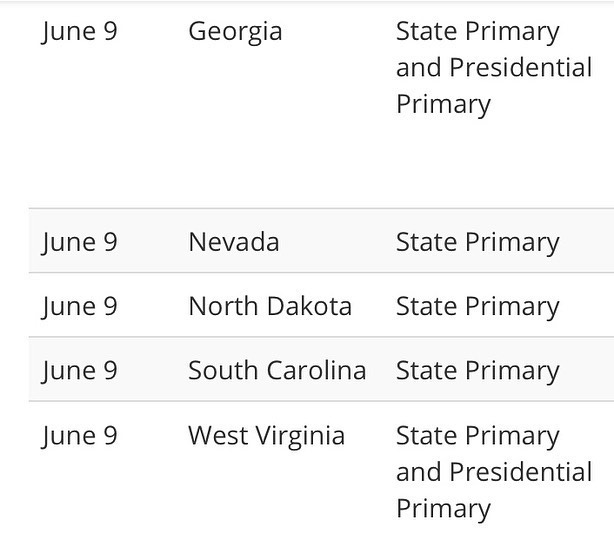 June 9 Georgia State Primary
and Presidential
Primary
June 9 Nevada State Primary
June 9 North Dakota State Primary
June 9 South Carolina State Primary
June 9 West Virginia State Primary
and Presidential
Primary